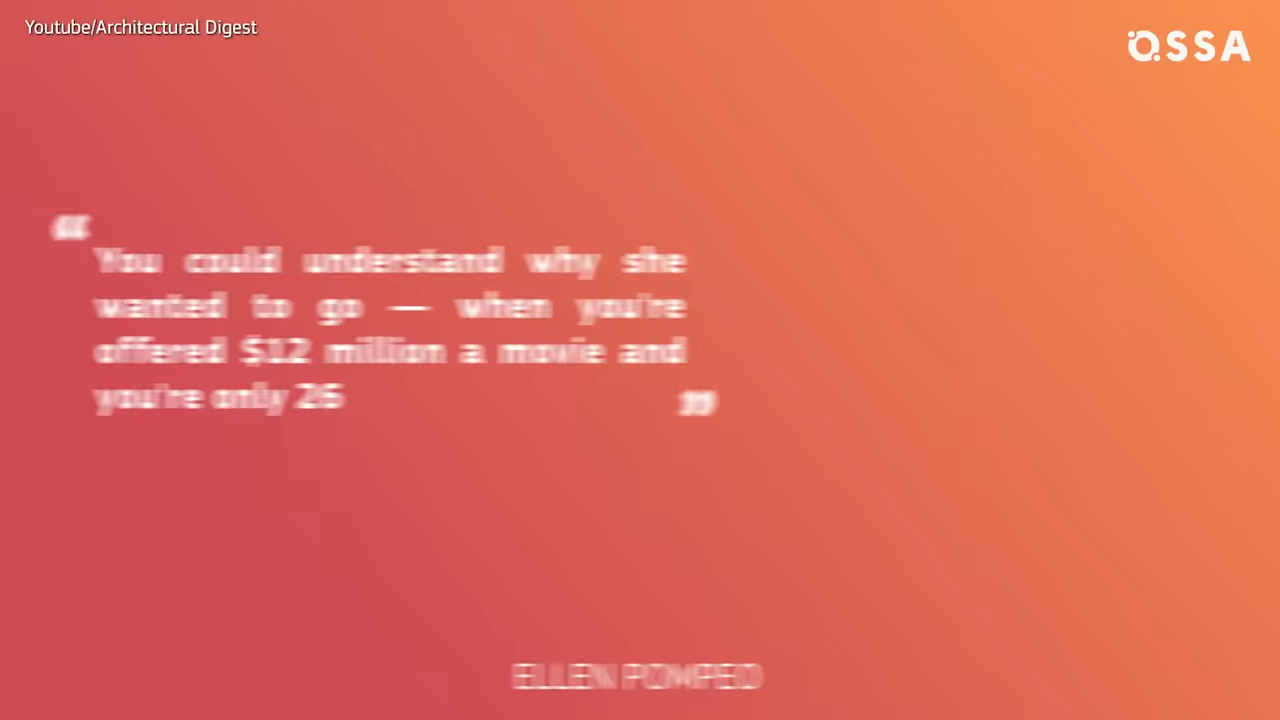 Youtube/Architectural Digest
OSSA
“
You could understand why she
wanted to go — when you're
offered $12 million a movie and
you're only 26
”
ELLEN POMPEO